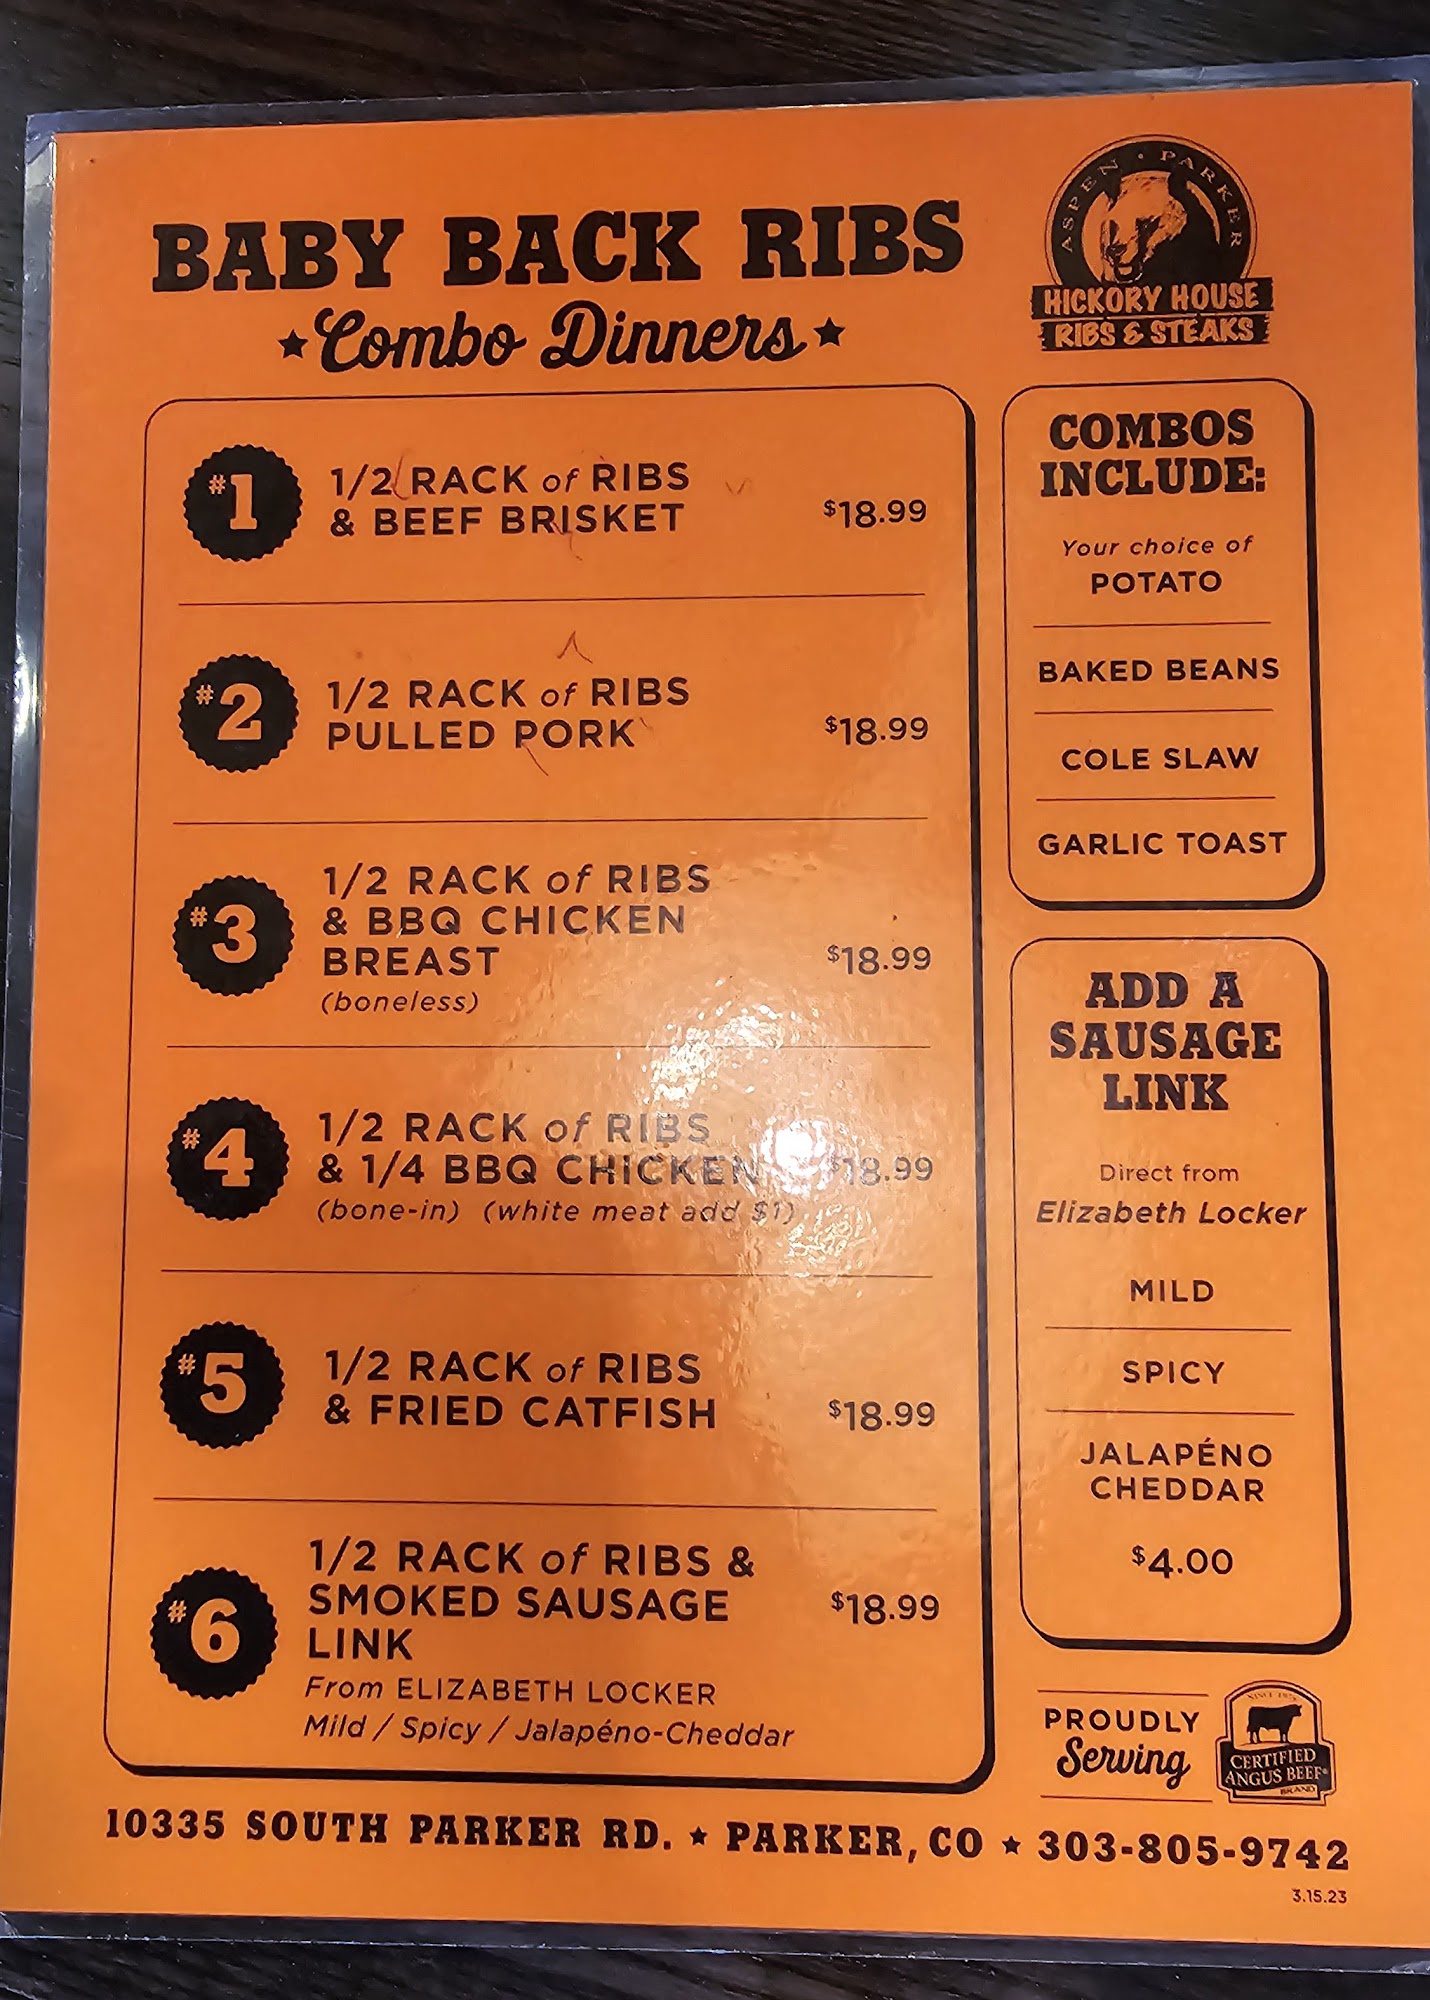 BABY BACK RIBS
Combo Dinners
ASPEN • PARKER
HICKORY HOUSE
RIBS & STEAKS
#1
1/2 RACK of RIBS
& BEEF BRISKET
$18.99
#2
1/2 RACK of RIBS
PULLED PORK
$18.99
#3
1/2 RACK of RIBS
& BBQ CHICKEN
BREAST
(boneless)
$18.99
#4
1/2 RACK of RIBS
& 1/4 BBQ CHICKEN
(bone-in) (white meat add $1)
$18.99
#5
1/2 RACK of RIBS
& FRIED CATFISH
$18.99
#6
1/2 RACK of RIBS &
SMOKED SAUSAGE
LINK
From ELIZABETH LOCKER
Mild / Spicy / Jalapéno-Cheddar
$18.99
COMBOS
INCLUDE:
Your choice of
POTATO
BAKED BEANS
COLE SLAW
GARLIC TOAST
ADD A
SAUSAGE
LINK
Direct from
Elizabeth Locker
MILD
SPICY
JALAPÉNO
CHEDDAR
$4.00
PROUDLY
Serving
SINCE 1978
CERTIFIED
ANGUS BEEF®
BRAND
10335 SOUTH PARKER RD. ★ PARKER, CO ★ 303-805-9742
3.15.23